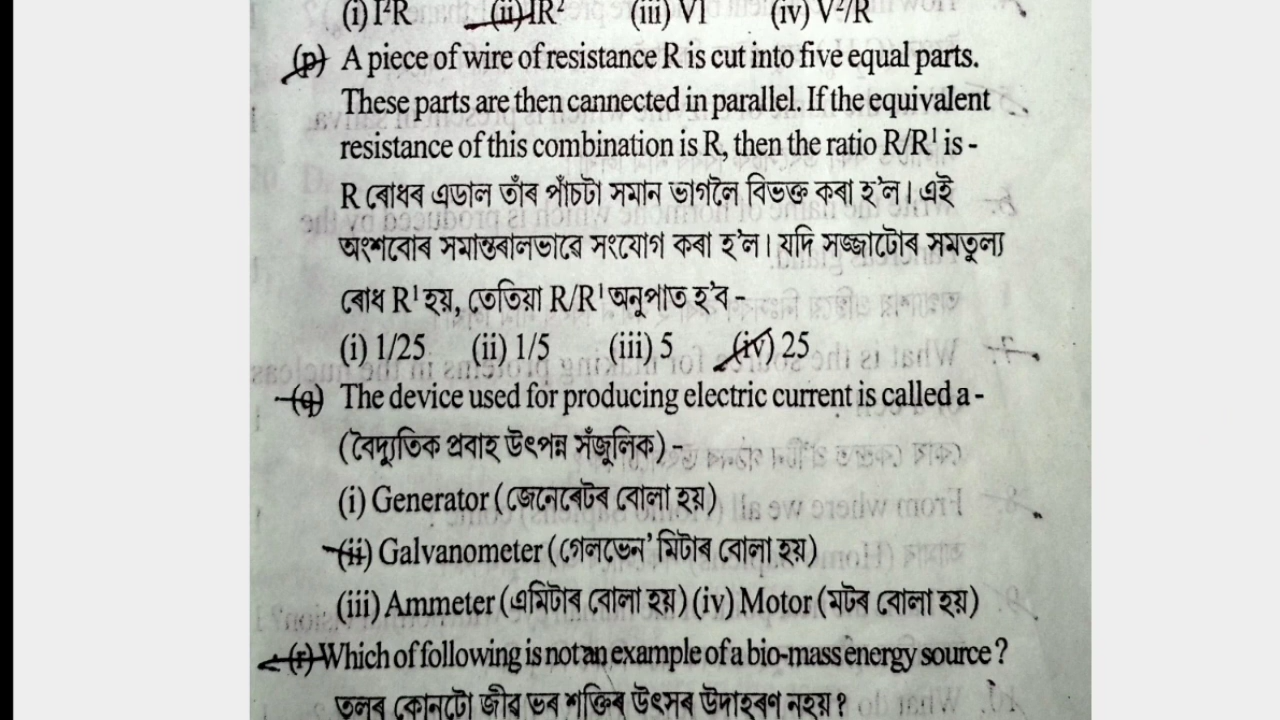 (i) I²R (ii) IR² (iii) VI (iv) V²/R
(p) A piece of wire of resistance R is cut into five equal parts.
These parts are then cannected in parallel. If the equivalent
resistance of this combination is R, then the ratio R/R¹ is -
R ৰোধৰ এডাল তাঁৰ পাঁচটা সমান ভাগলৈ বিভক্ত কৰা হ'ল। এই
অংশবোৰ সমান্তৰালভাৱে সংযোগ কৰা হ'ল। যদি সজ্জাটোৰ সমতুল্য
ৰোধ R¹ হয়, তেতিয়া R/R¹ অনুপাত হ'ব -
(i) 1/25 (ii) 1/5 (iii) 5 (iv) 25
(q) The device used for producing electric current is called a -
(বৈদ্যুতিক প্ৰবাহ উৎপন্ন সঁজুলিক) -
(i) Generator (জেনেৰেটৰ বোলা হয়)
(ii) Galvanometer (গেলভেন' মিটাৰ বোলা হয়)
(iii) Ammeter (এমিটাৰ বোলা হয়) (iv) Motor (মটৰ বোলা হয়)
(r) Which of following is not an example of a bio-mass energy source ?
তলৰ কোনটো জীৱ ভৰ শক্তিৰ উৎসৰ উদাহৰণ নহয় ?